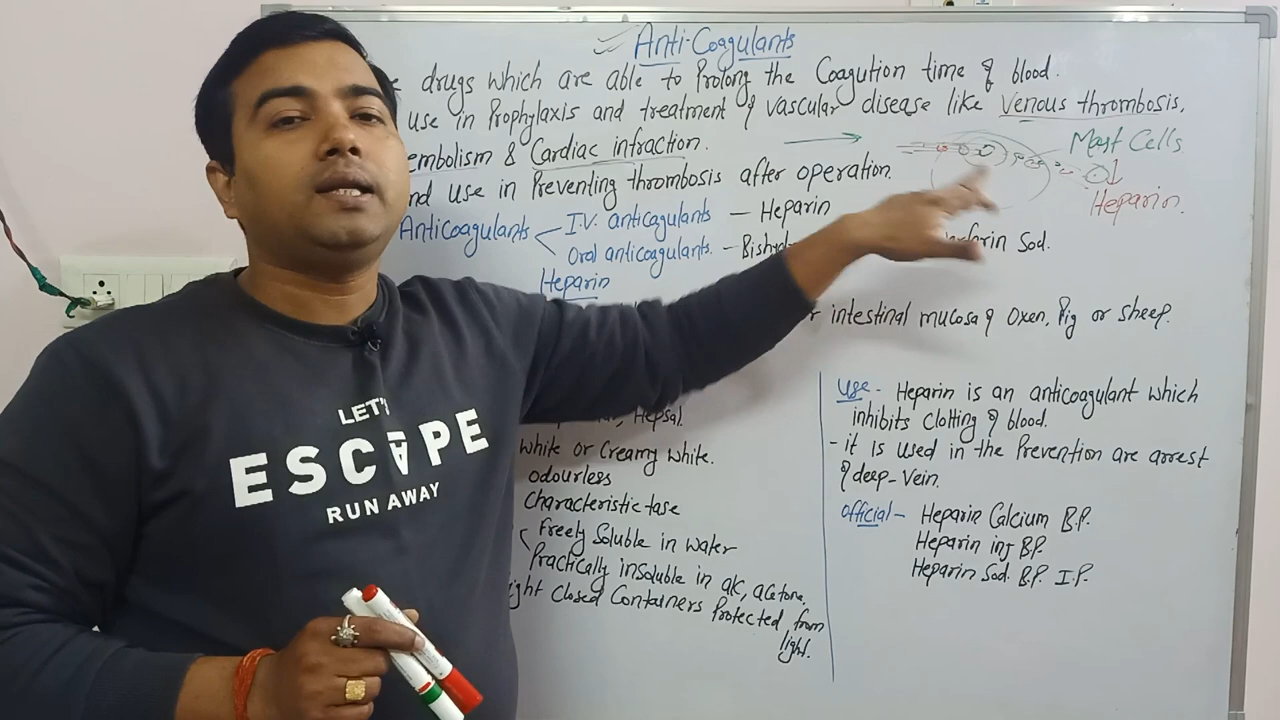 Anti-Coagulants
drugs which are able to Prolong the Coagution time of blood.
use in Prophylaxis and treatment of vascular disease like Venous thrombosis,
embolism & Cardiac infraction.
Mast Cells
Heparin.
and use in Preventing thrombosis after operation.
Anticoagulants
I.V. anticagulants - Heparin
Oral anticoagulants. - Bishyd
Sod.
Heparin
intestinal mucosa of Oxen, Pig or sheep.
Hepsal.
white or Creamy white.
odourless
Characteristic tase
Freely Soluble in water
Practically insoluble in alc, acetone,
ight closed Containers Protected from
light.
Use - Heparin is an anticoagulant which
inhibits Clotting of blood.
- it is used in the Prevention are arrest
of deep-Vein.
official - Heparin Calcium B.P.
Heparin inj B.P.
Heparin Sod. B.P. I.P.
LET'S
ESCAPE
RUN AWAY